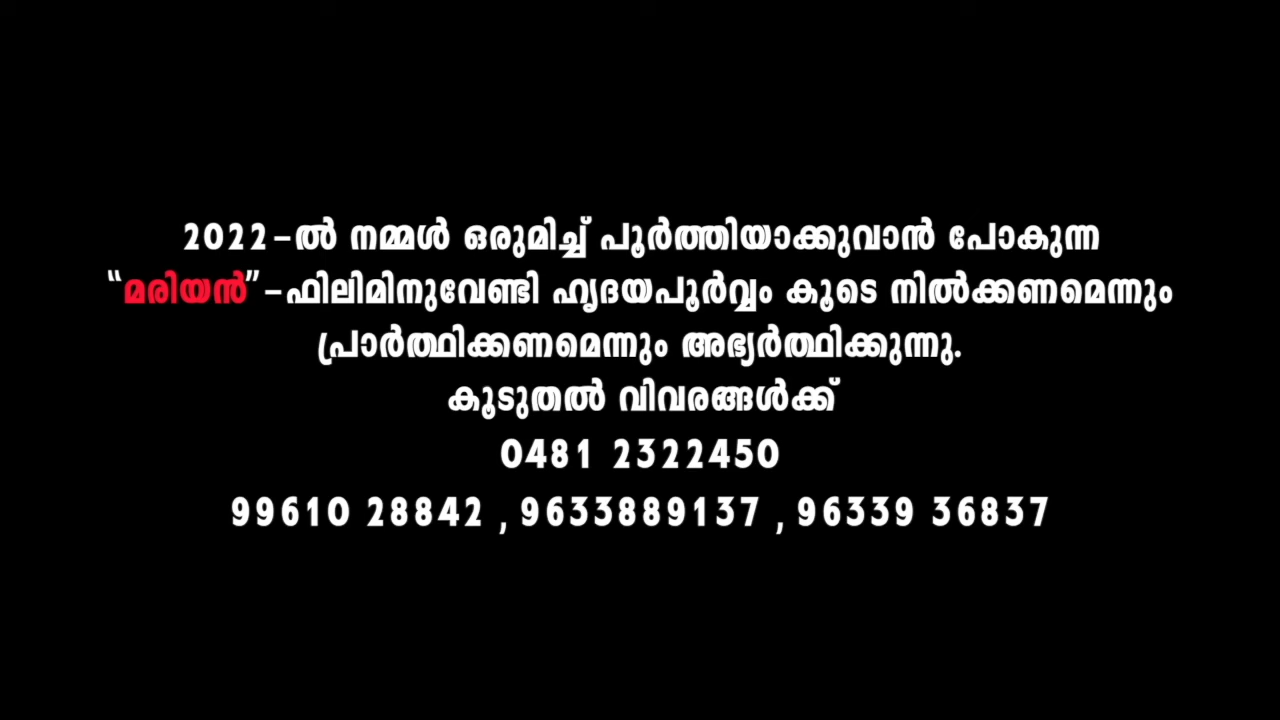 2022-ൽ നമ്മൾ ഒരുമിച്ച് പൂർത്തിയാക്കുവാൻ പോകുന്ന
“മരിയൻ”-ഫിലിമിനുവേണ്ടി ഹൃദയപൂർവ്വം കൂടെ നിൽക്കണമെന്നും
പ്രാർത്ഥിക്കണമെന്നും അഭ്യർത്ഥിക്കുന്നു.
കൂടുതൽ വിവരങ്ങൾക്ക്
0481 2322450
99610 28842 , 9633889137 , 96339 36837